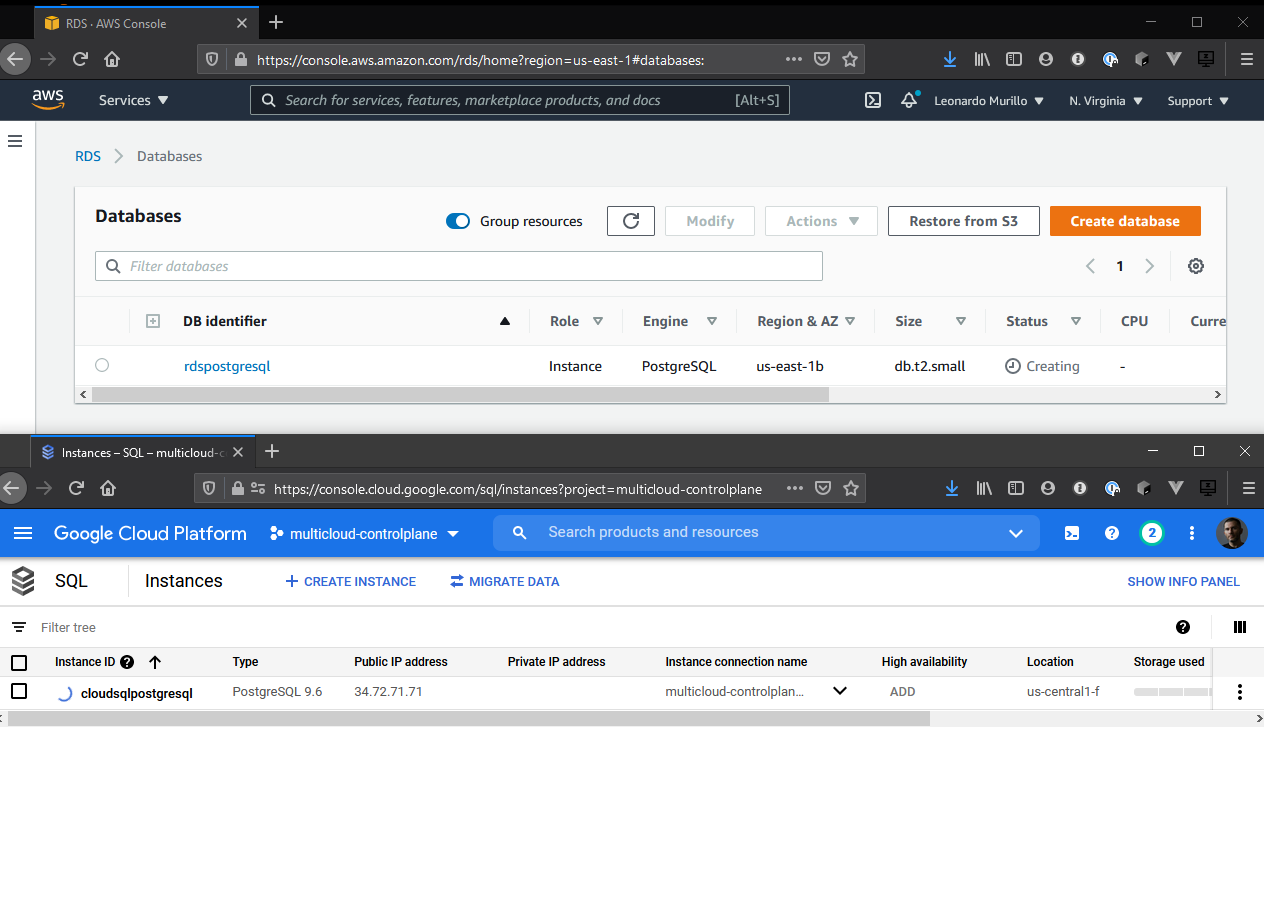 RDS · AWS Console
https://console.aws.amazon.com/rds/home?region=us-east-1#databases:
aws Services Search for services, features, marketplace products, and docs [Alt+S] Leonardo Murillo N. Virginia Support
RDS Databases
Databases Group resources Modify Actions Restore from S3 Create database
Filter databases 1
DB identifier Role Engine Region & AZ Size Status CPU Curre
rdspostgresql Instance PostgreSQL us-east-1b db.t2.small Creating -
Instances – SQL – multicloud-c
https://console.cloud.google.com/sql/instances?project=multicloud-controlplane
Google Cloud Platform multicloud-controlplane Search products and resources 2
SQL Instances CREATE INSTANCE MIGRATE DATA SHOW INFO PANEL
Filter tree
Instance ID Type Public IP address Private IP address Instance connection name High availability Location Storage used
cloudsqlpostgresql PostgreSQL 9.6 34.72.71.71 multicloud-controlplan... ADD us-central1-f